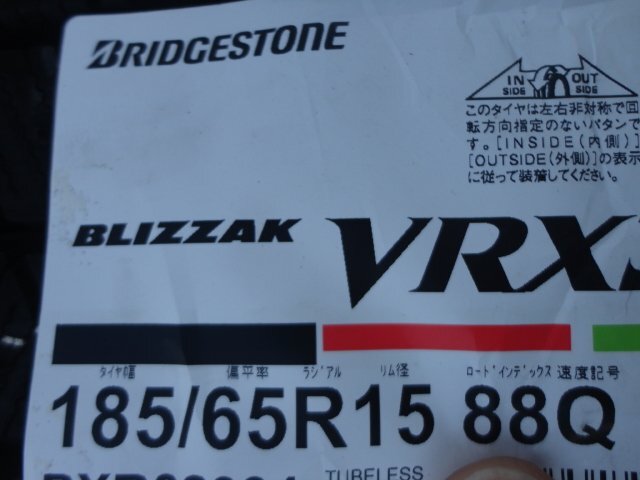 BRIDGESTONE
IN SIDE OUT SIDE
このタイヤは左右非対称で回
転方向指定のないパタンで
す。[INSIDE(内側)
[OUTSIDE(外側)]の表示
に従って装着してください。
BLIZZAK VRX
タイヤ幅 偏平率 ラジアル リム径 ロードインデックス 速度記号
185/65R15 88Q
TUBELESS